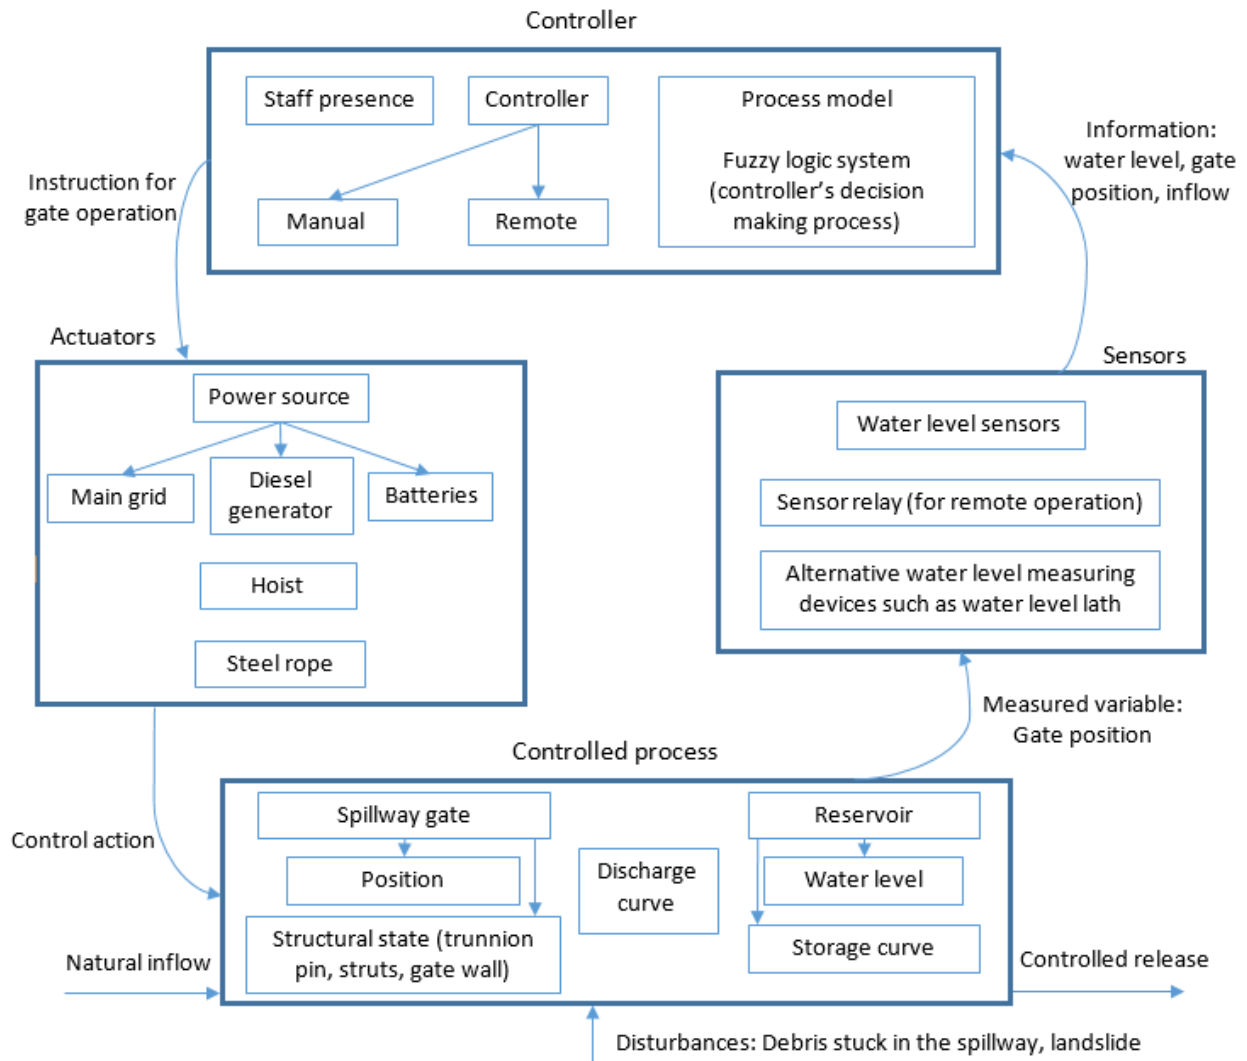 Controller
Staff presence
Controller
Manual
Remote
Process model
Fuzzy logic system
(controller's decision
making process)
Instruction for
gate operation
Information:
water level, gate
position, inflow
Actuators
Power source
Main grid
Diesel
generator
Batteries
Hoist
Steel rope
Sensors
Water level sensors
Sensor relay (for remote operation)
Alternative water level measuring
devices such as water level lath
Control action
Measured variable:
Gate position
Controlled process
Spillway gate
Position
Structural state (trunnion
pin, struts, gate wall)
Discharge
curve
Reservoir
Water level
Storage curve
Natural inflow
Controlled release
Disturbances: Debris stuck in the spillway, landslide